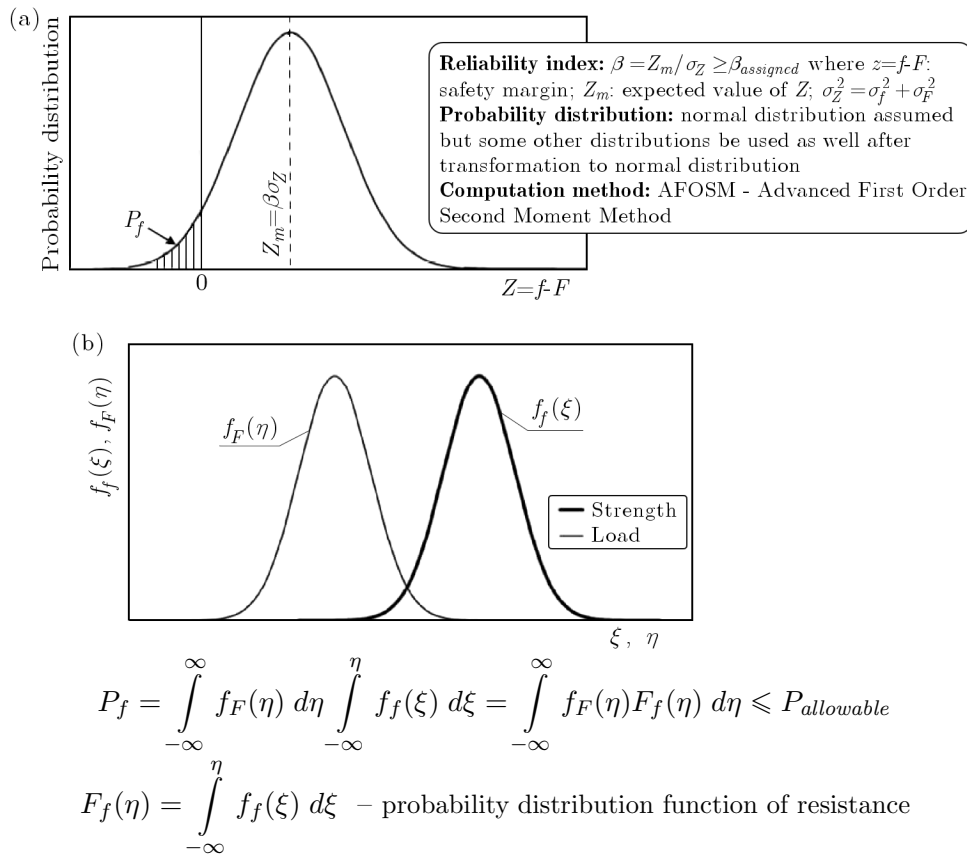 (a)
Probability distribution
P_f
Z_m=βσ_Z
0
Z=f-F
Reliability index: β =Z_m/σ_Z ≥β_assigned where z=f-F:
safety margin; Z_m: expected value of Z; σ_Z^2=σ_f^2+σ_F^2
Probability distribution: normal distribution assumed
but some other distributions be used as well after
transformation to normal distribution
Computation method: AFOSM - Advanced First Order
Second Moment Method
(b)
f_f(ξ), f_F(η)
f_F(η)
f_f(ξ)
Strength
Load
ξ, η
P_f = ∫_{-∞}^{∞} f_F(η) dη ∫_{-∞}^{η} f_f(ξ) dξ = ∫_{-∞}^{∞} f_F(η)F_f(η) dη ⩽ P_allowable
F_f(η) = ∫_{-∞}^{η} f_f(ξ) dξ – probability distribution function of resistance